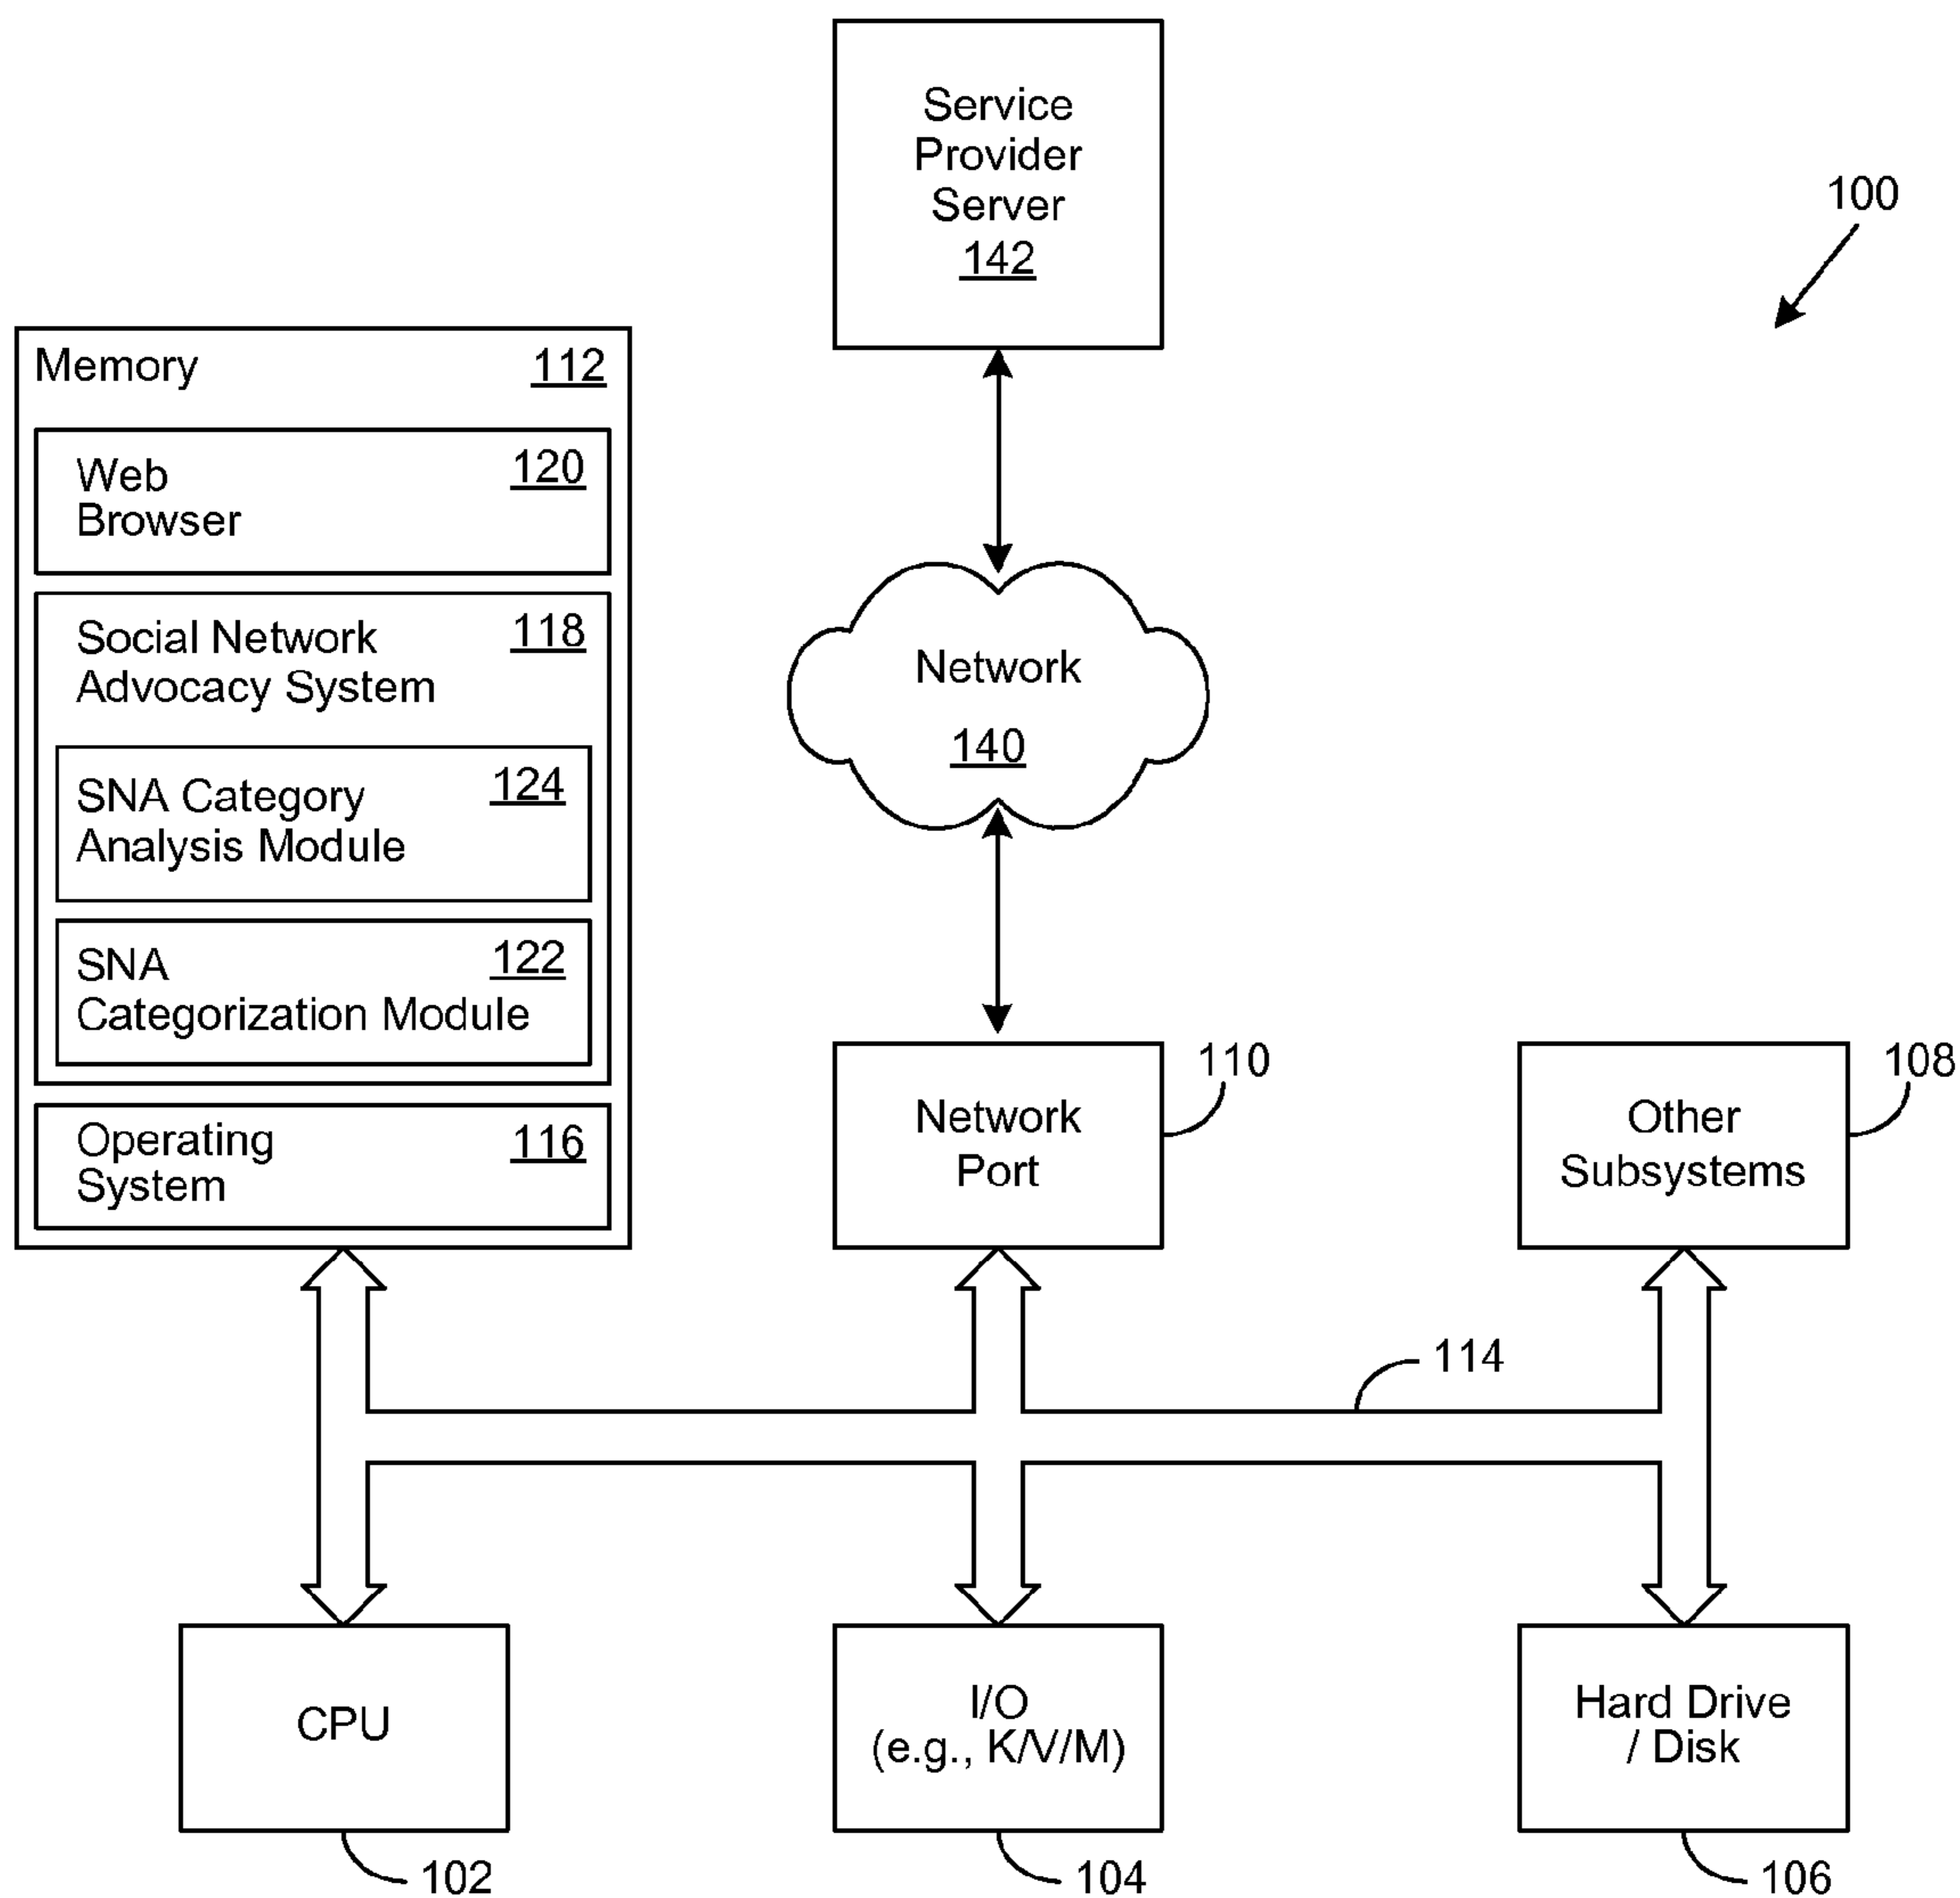 Service
Provider
Server
142
100
Memory 112
Web 120
Browser
Social Network 118
Advocacy System
SNA Category 124
Analysis Module
SNA 122
Categorization Module
Operating 116
System
Network
140
Network
Port
110
Other
Subsystems
108
114
CPU
102
I/O
(e.g., K/V/M)
104
Hard Drive
/ Disk
106